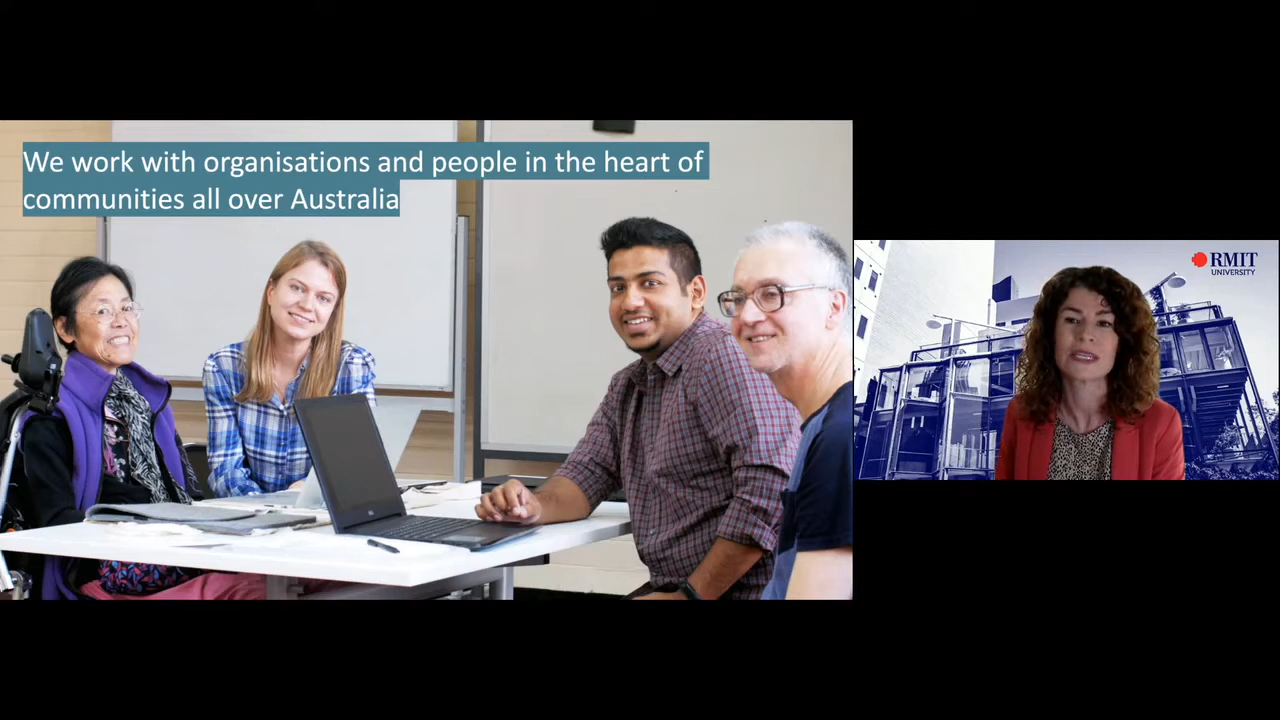 We work with organisations and people in the heart of
communities all over Australia
RMIT
UNIVERSITY